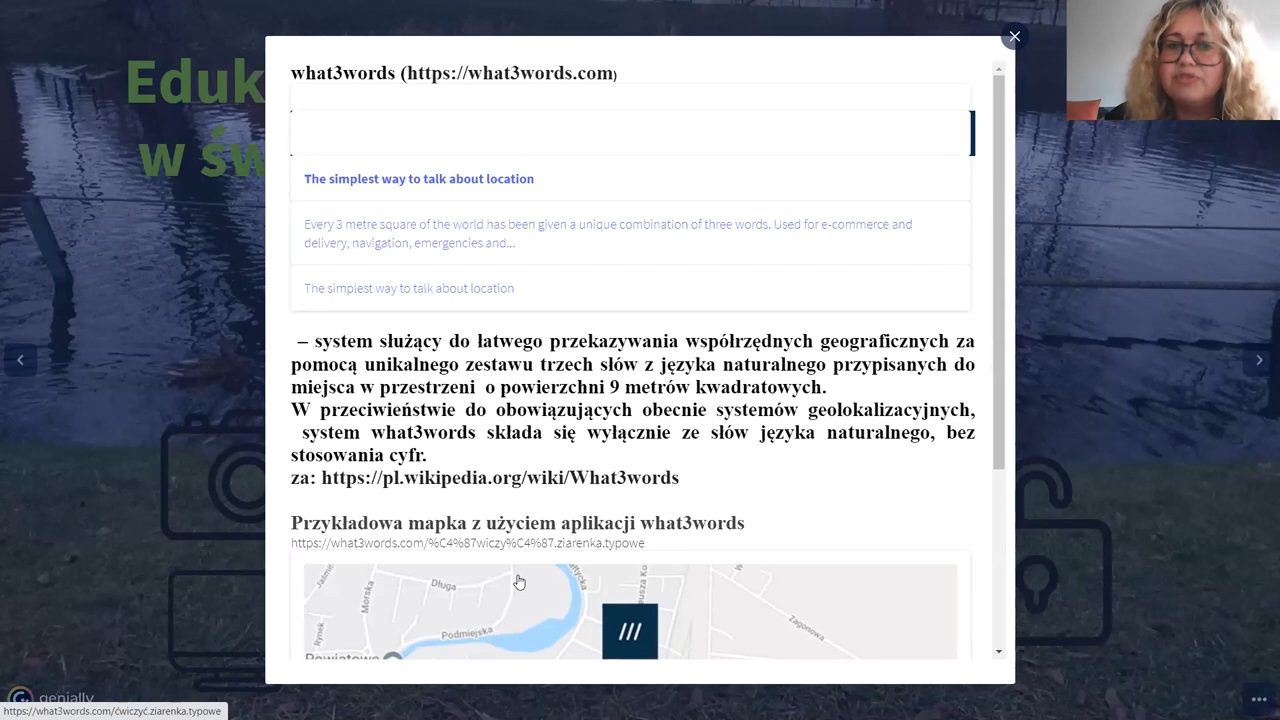 Eduk
w św
what3words (https://what3words.com)
The simplest way to talk about location
Every 3 metre square of the world has been given a unique combination of three words. Used for e-commerce and
delivery, navigation, emergencies and...
The simplest way to talk about location
– system służący do łatwego przekazywania współrzędnych geograficznych za
pomocą unikalnego zestawu trzech słów z języka naturalnego przypisanych do
miejsca w przestrzeni o powierzchni 9 metrów kwadratowych.
W przeciwieństwie do obowiązujących obecnie systemów geolokalizacyjnych,
system what3words składa się wyłącznie ze słów języka naturalnego, bez
stosowania cyfr.
za: https://pl.wikipedia.org/wiki/What3words
Przykładowa mapka z użyciem aplikacji what3words
https://what3words.com/%C4%87wiczy%C4%87.ziarenka.typowe
Długa
Morska
Podmiejska
Rynek
Zagonowa
Powiatowe
genially
https://what3words.com/ćwiczyć.ziarenka.typowe